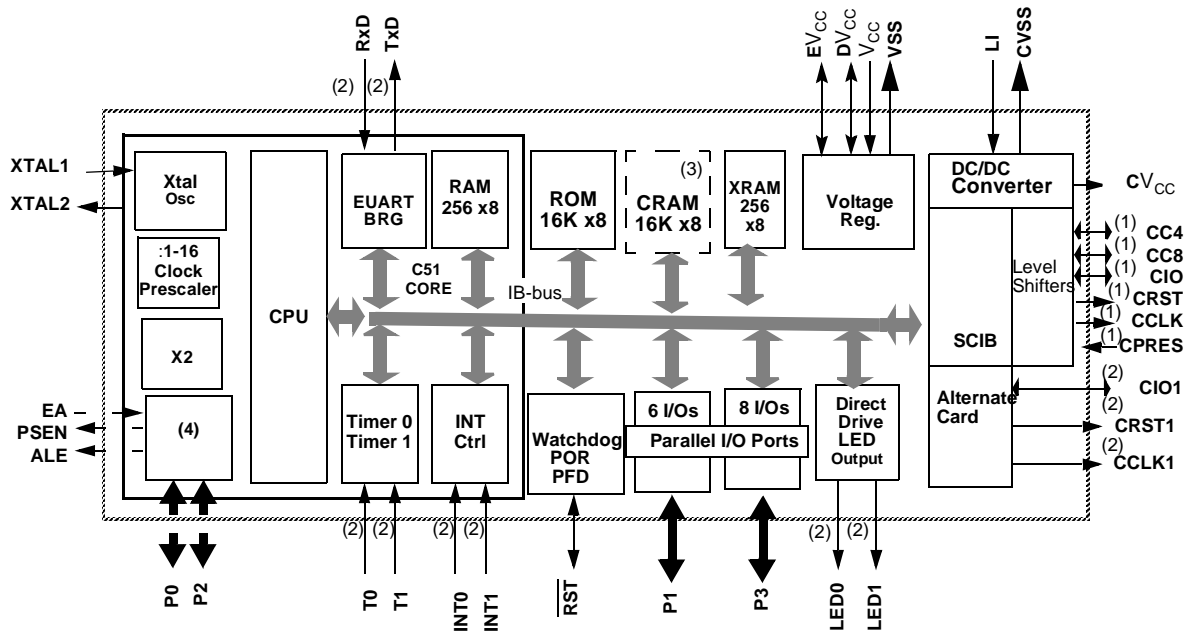 RxD
TxD
EVCC
DVCC
VCC
VSS
LI
CVSS
(2)
(2)
XTAL1
XTAL2
Xtal
Osc
:1-16
Clock
Prescaler
X2
(4)
EA
PSEN
ALE
CPU
EUART
BRG
RAM
256 x8
C51
CORE
IB-bus
ROM
16K x8
(3)
CRAM
16K x8
XRAM
256
x8
Voltage
Reg.
DC/DC
Converter
Level
Shifters
SCIB
Alternate
Card
CVCC
(1)
CC4
(1)
CC8
(1)
CIO
(1)
CRST
(1)
CCLK
(1)
CPRES
(2)
CIO1
(2)
CRST1
(2)
CCLK1
Timer 0
Timer 1
INT
Ctrl
Watchdog
POR
PFD
6 I/Os
8 I/Os
Parallel I/O Ports
Direct
Drive
LED
Output
(2)
(2)
(2)
(2)
(2)
(2)
P0
P2
T0
T1
INT0
INT1
RST
P1
P3
LED0
LED1